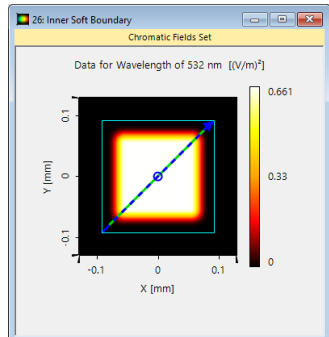 26: Inner Soft Boundary
Chromatic Fields Set
Data for Wavelength of 532 nm [(V/m)²]
0.661
0.33
0
Y [mm]
0.1
0
-0.1
-0.1
0
0.1
X [mm]